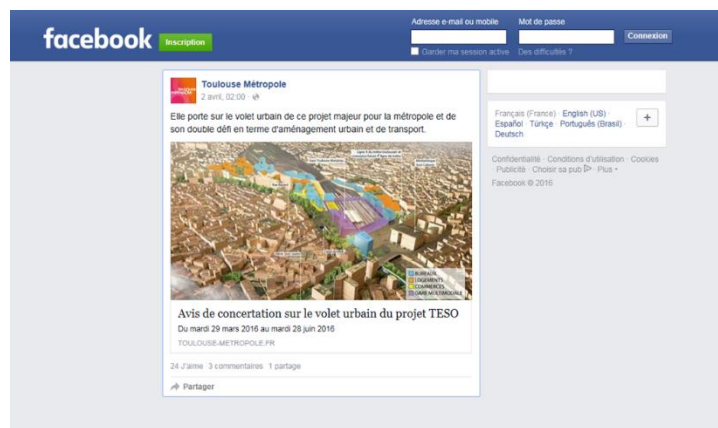 facebook
Inscription
Adresse e-mail ou mobile
Mot de passe
Connexion
Garder ma session active
Des difficultés ?
Toulouse Métropole
2 avril, 02:00
Elle porte sur le volet urbain de ce projet majeur pour la métropole et de
son double défi en terme d'aménagement urbain et de transport.
BUREAUX
LOGEMENTS
COMMERCES
GARE MULTIMODALE
Avis de concertation sur le volet urbain du projet TESO
Du mardi 29 mars 2016 au mardi 28 juin 2016
TOULOUSE-METROPOLE.FR
24 J'aime 3 commentaires 1 partage
Partager
Français (France) · English (US) ·
Español · Türkçe · Português (Brasil) ·
Deutsch
+
Confidentialité · Conditions d'utilisation · Cookies
· Publicité · Choisir sa pub · Plus
Facebook © 2016